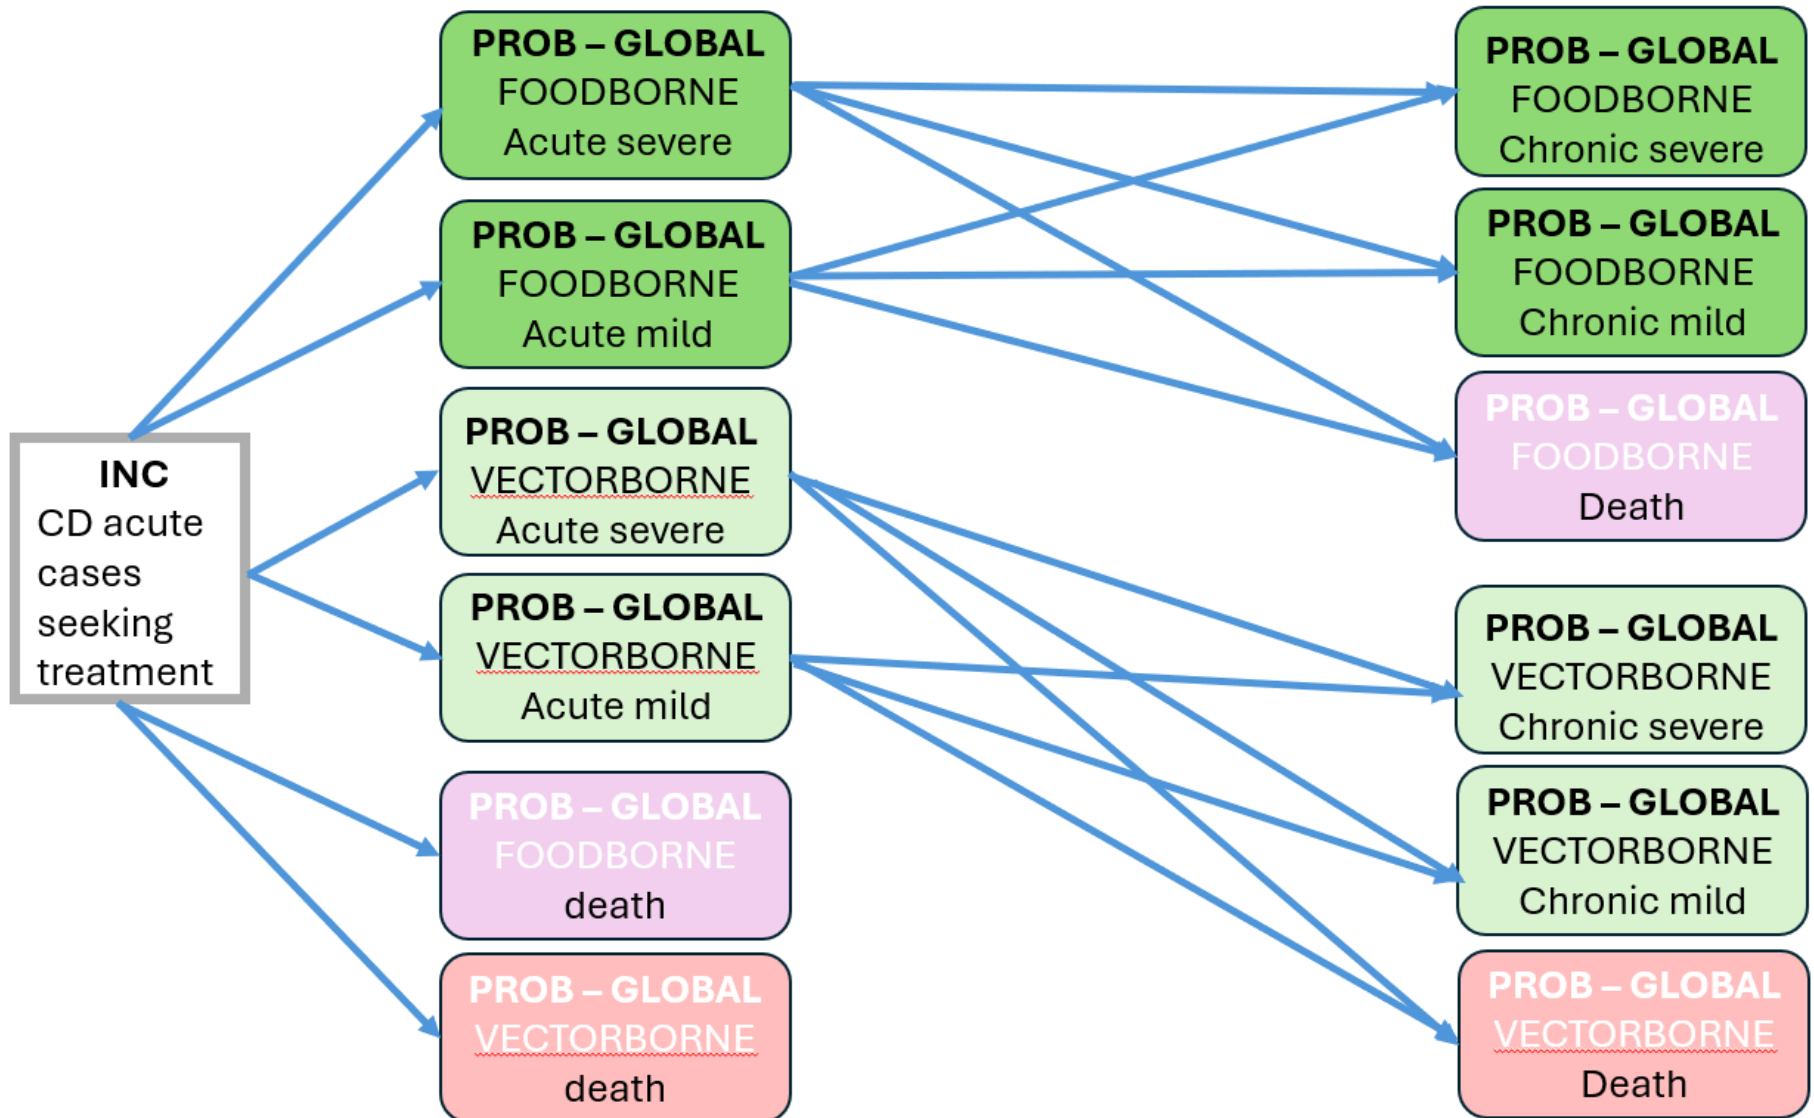 INC
CD acute
cases
seeking
treatment
PROB – GLOBAL
FOODBORNE
Acute severe
PROB – GLOBAL
FOODBORNE
Acute mild
PROB – GLOBAL
VECTORBORNE
Acute severe
PROB – GLOBAL
VECTORBORNE
Acute mild
PROB – GLOBAL
FOODBORNE
death
PROB – GLOBAL
VECTORBORNE
death
PROB – GLOBAL
FOODBORNE
Chronic severe
PROB – GLOBAL
FOODBORNE
Chronic mild
PROB – GLOBAL
FOODBORNE
Death
PROB – GLOBAL
VECTORBORNE
Chronic severe
PROB – GLOBAL
VECTORBORNE
Chronic mild
PROB – GLOBAL
VECTORBORNE
Death